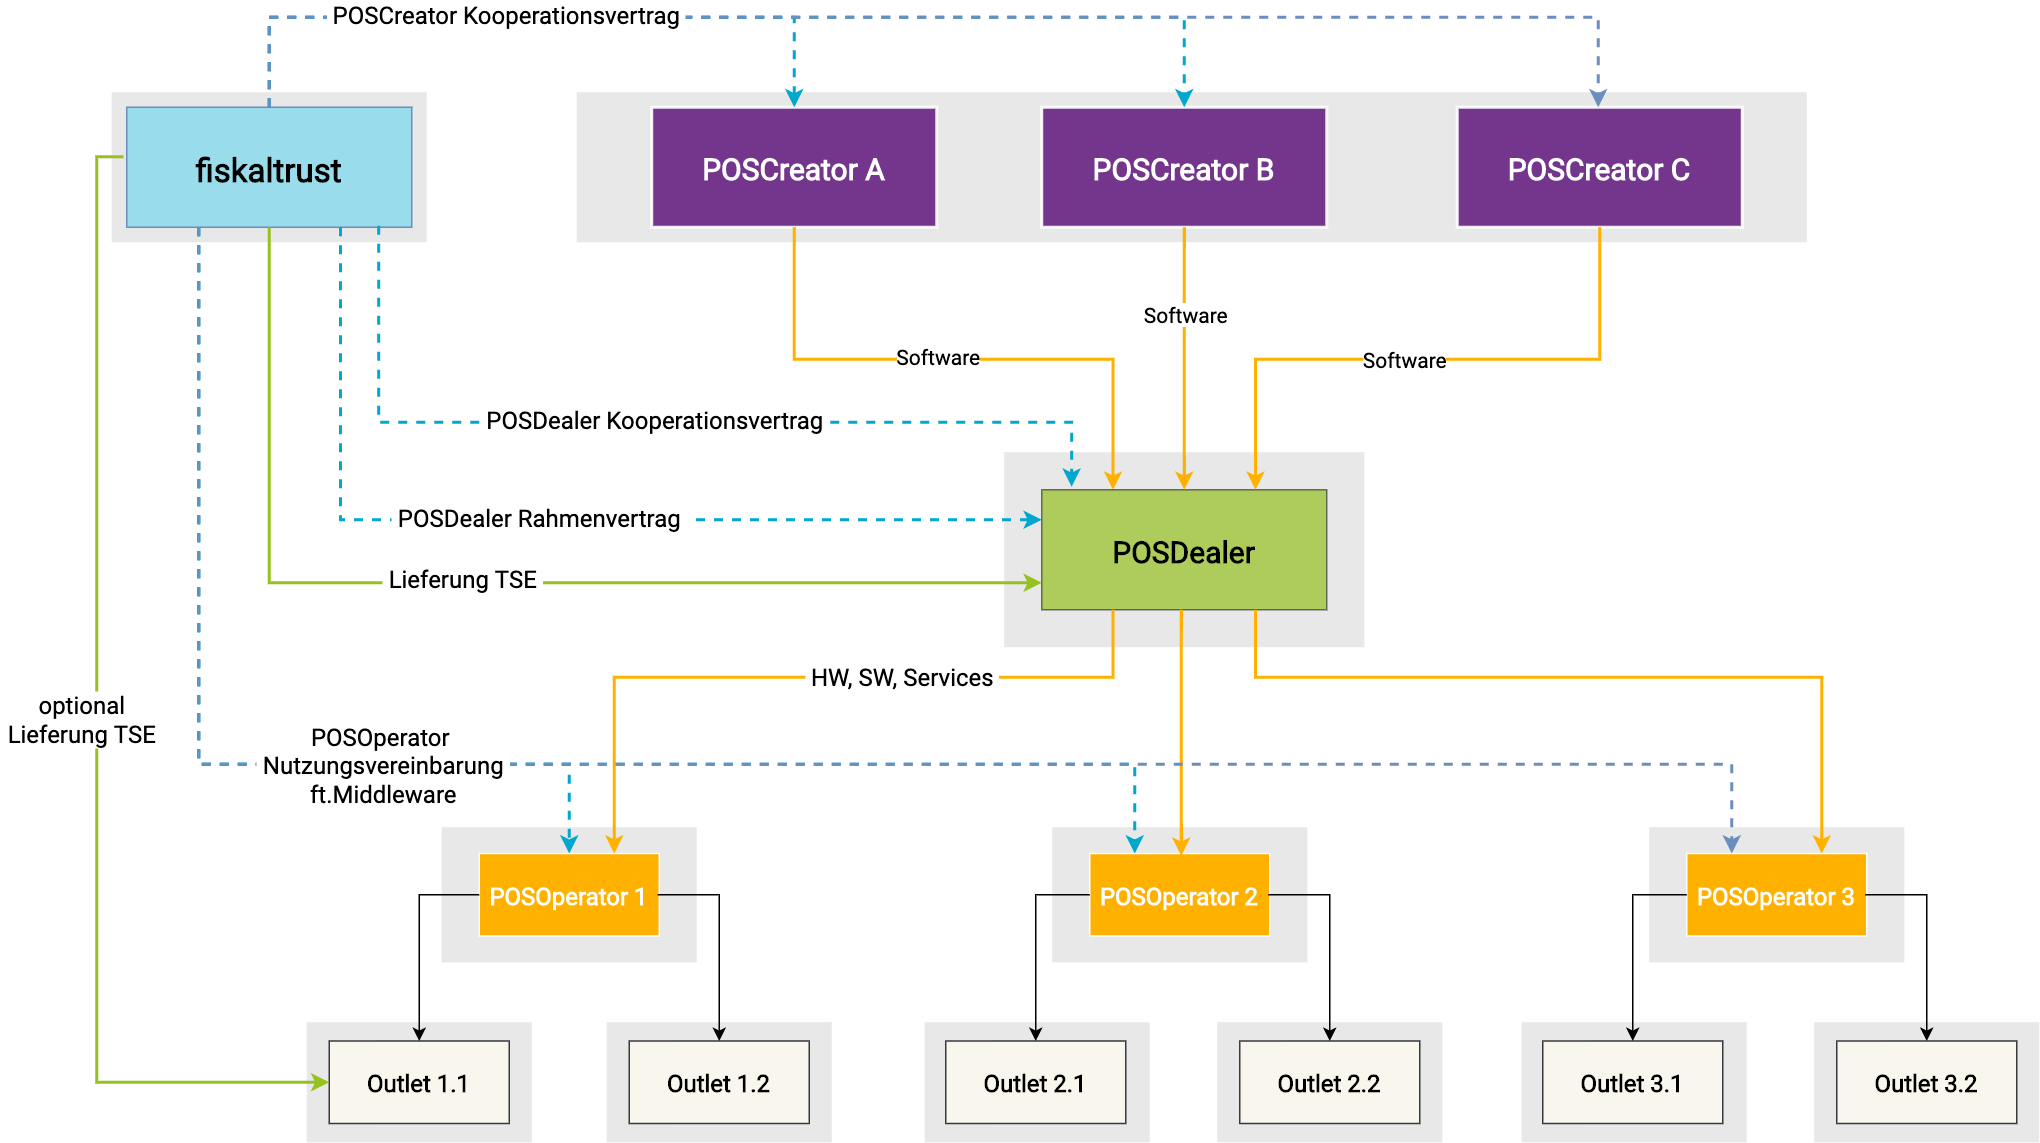 POSCreator Kooperationsvertrag
fiskaltrust
POSCreator A
POSCreator B
POSCreator C
Software
Software
Software
POSDealer Kooperationsvertrag
POSDealer Rahmenvertrag
POSDealer
Lieferung TSE
HW, SW, Services
optional
Lieferung TSE
POSOperator
Nutzungsvereinbarung
ft.Middleware
POSOperator 1
POSOperator 2
POSOperator 3
Outlet 1.1
Outlet 1.2
Outlet 2.1
Outlet 2.2
Outlet 3.1
Outlet 3.2